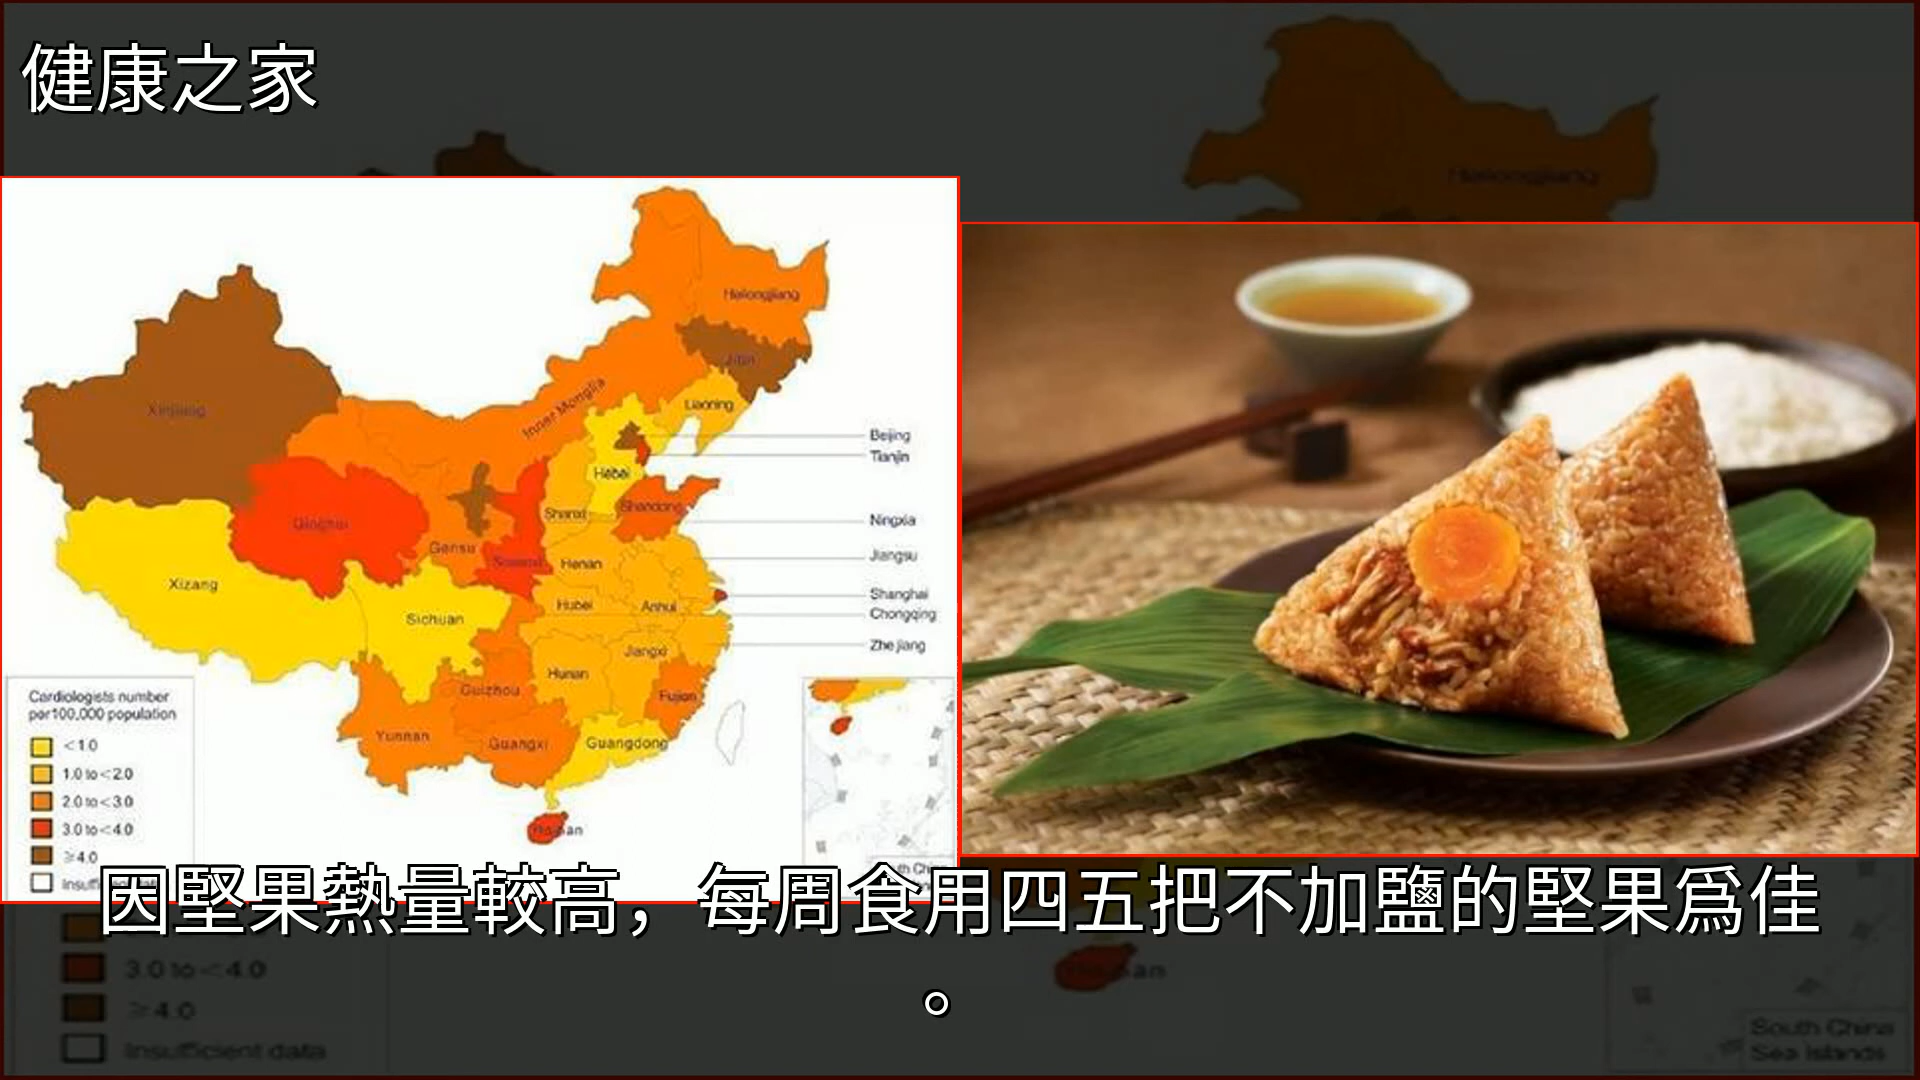 健康之家
Heilongjiang
Heilongjiang
Jilin
Xinjiang
Inner Monglia
Liaoning
Beijing
Tianjin
Hebei
Shanxi
Shandong
Qinghai
Gansu
Ningxia
Henan
Jiangsu
Xizang
Shanghai
Hubei
Anhui
Chongqing
Sichuan
Zhejiang
Jiangxi
Hunan
Guizhou
Fujian
Yunnan
Guangxi
Guangdong
Cardiologists number
per100,000 population
<1.0
1.0 to<2.0
2.0 to<3.0
3.0 to<4.0
≥4.0
因堅果熱量較高，每周食用四五把不加鹽的堅果爲佳
。
3.0 to<4.0
≥4.0
Insufficient data
South China
Sea Islands